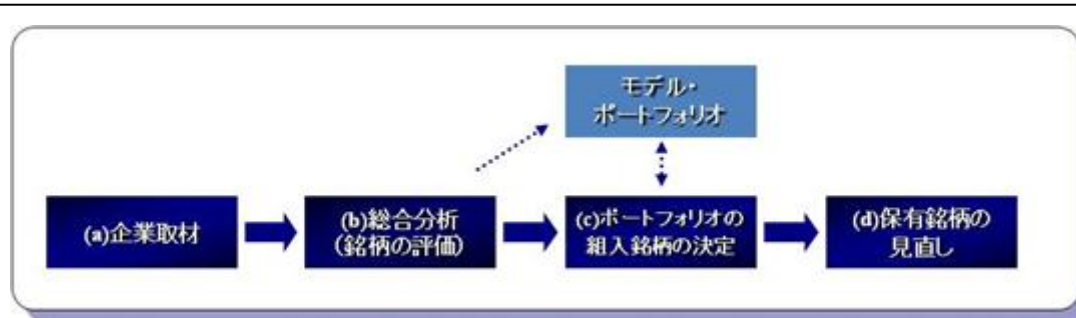 モデル・
ポートフォリオ
(a)企業取材
(b)総合分析
(銘柄の評価)
(c)ポートフォリオの
組入銘柄の決定
(d)保有銘柄の
見直し